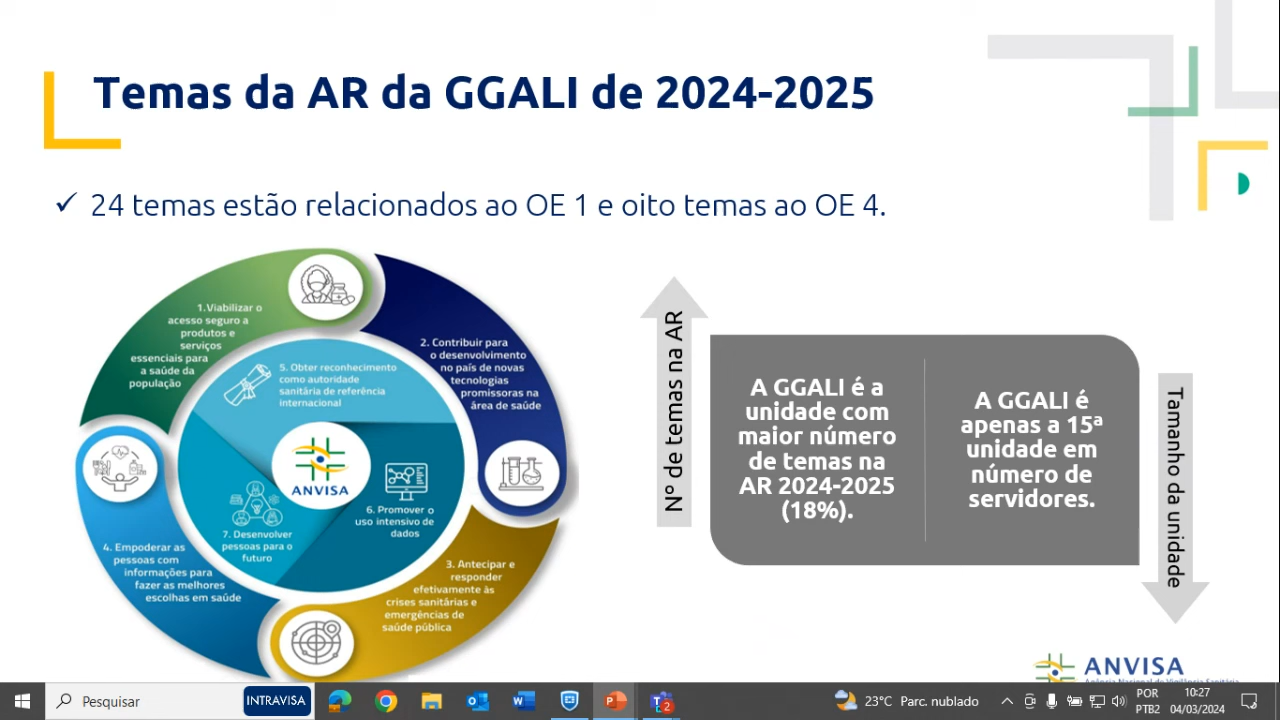 Temas da AR da GGALI de 2024-2025
✓ 24 temas estão relacionados ao OE 1 e oito temas ao OE 4.
1.Viabilizar o
acesso seguro a
produtos e
serviços
essenciais para
a saúde da
população
2. Contribuir para
o desenvolvimento
no país de novas
tecnologias
promissoras na
área de saúde
5. Obter reconhecimento
como autoridade
sanitária de referência
internacional
ANVISA
6. Promover o
uso intensivo de
dados
7. Desenvolver
pessoas para o
futuro
4. Empoderar as
pessoas com
informações para
fazer as melhores
escolhas em saúde
3. Antecipar e
responder
efetivamente às
crises sanitárias e
emergências de
saúde pública
Nº de temas na AR
A GGALI é a
unidade com
maior número
de temas na
AR 2024-2025
(18%).
A GGALI é
apenas a 15ª
unidade em
número de
servidores.
Tamanho da unidade
ANVISA
Agência Nacional de Vigilância Sanitária
Pesquisar
INTRAVISA
2
23°C Parc. nublado
POR
PTB2
10:27
04/03/2024